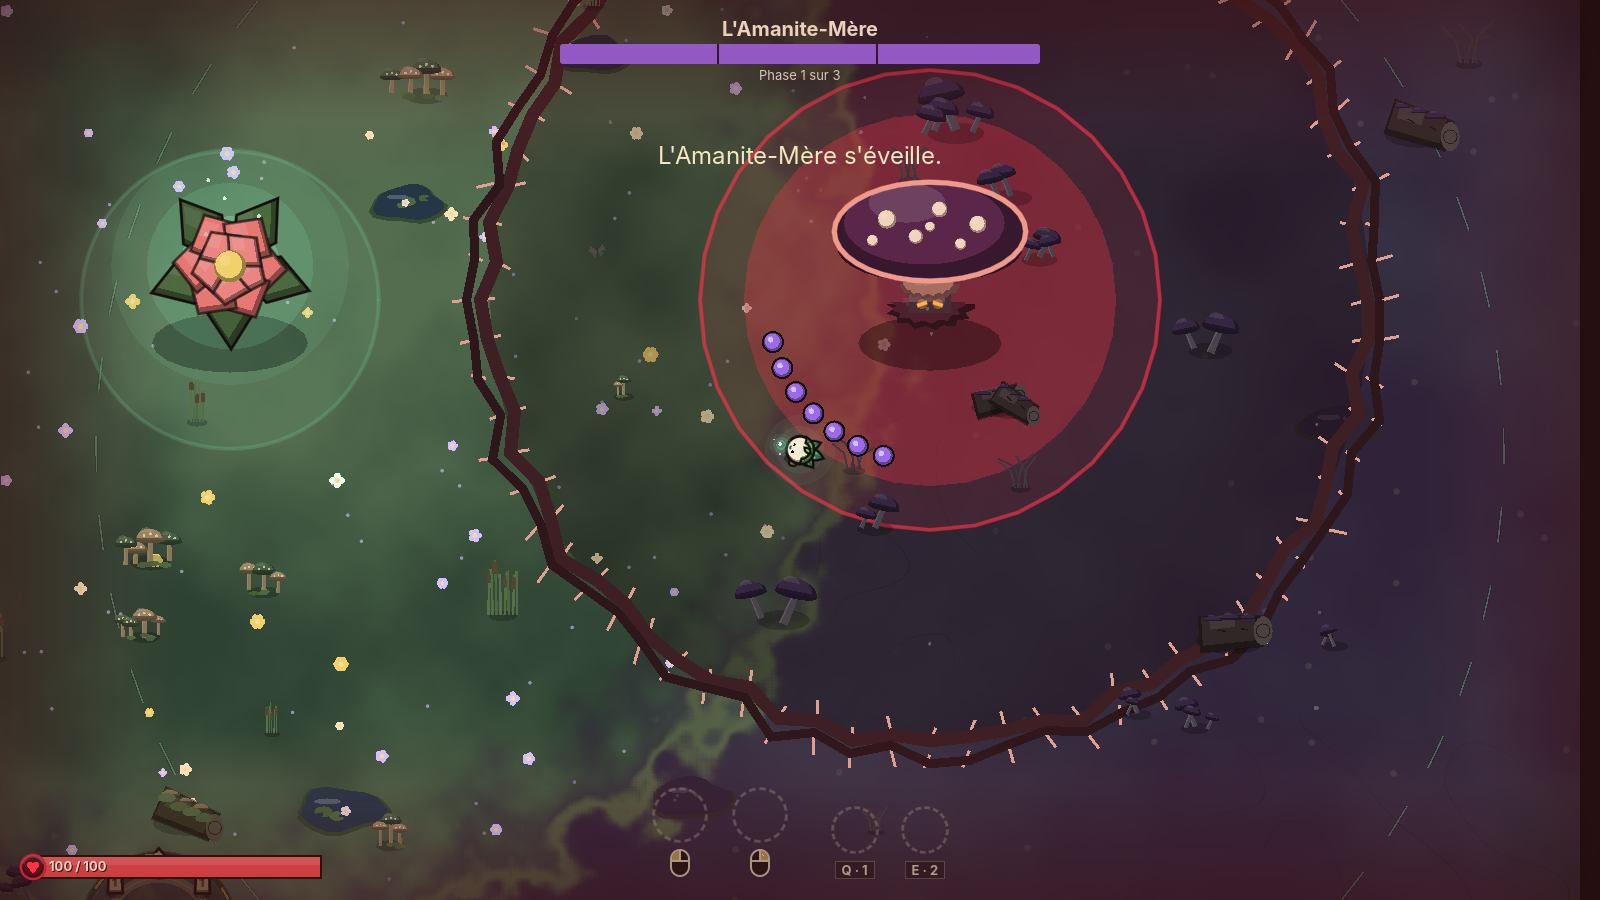 L'Amanite-Mère
Phase 1 sur 3
L'Amanite-Mère s'éveille.
100 / 100
Q · 1
E · 2